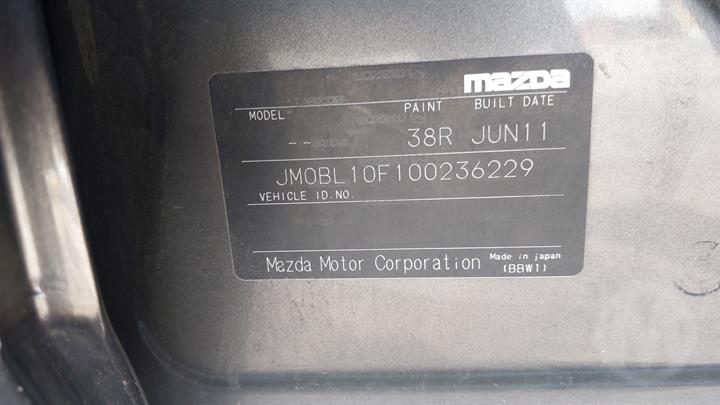 mazda
MODEL PAINT BUILT DATE
-- 38R JUN11
JM0BL10F100236229
VEHICLE ID.NO.
Mazda Motor Corporation Made in japan
(BBW1)